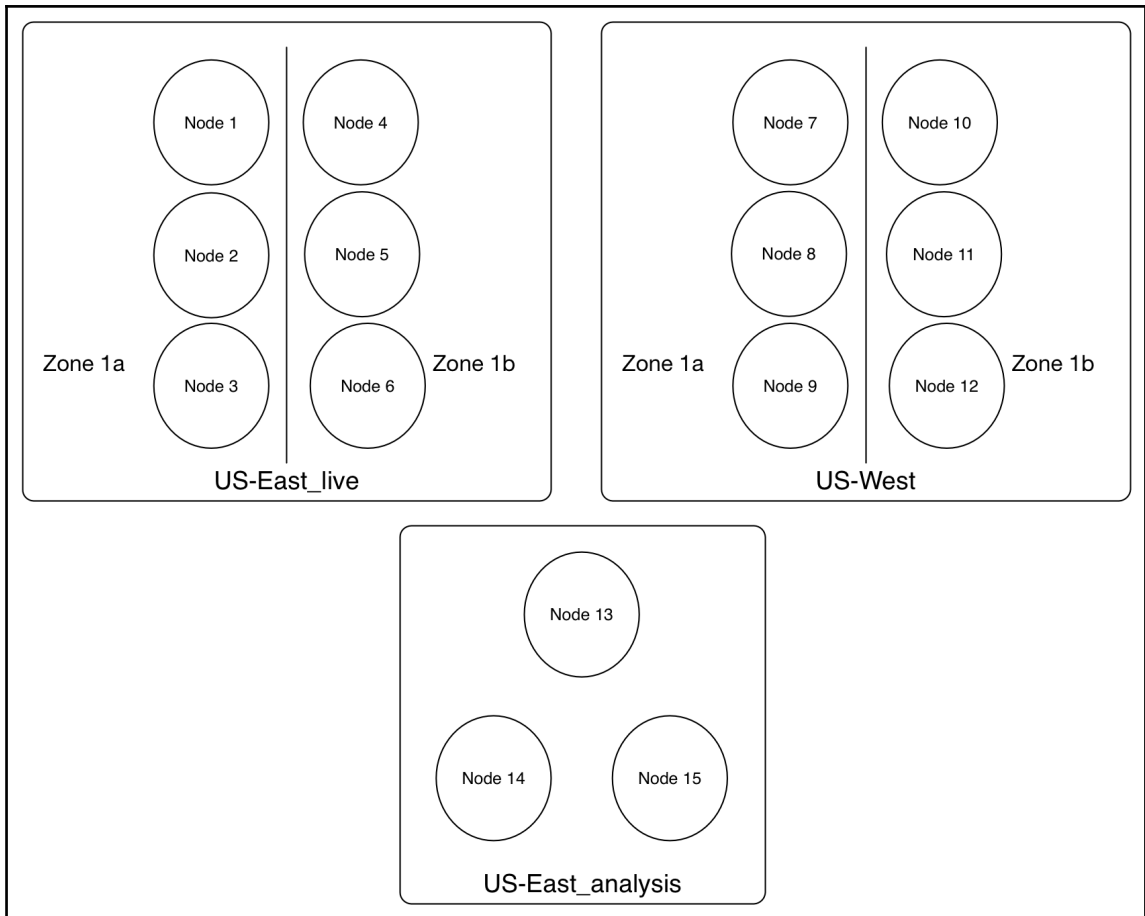 Node 1
Node 4
Node 2
Node 5
Zone 1a
Node 3
Node 6
Zone 1b
US-East_live
Node 7
Node 10
Node 8
Node 11
Zone 1a
Node 9
Node 12
Zone 1b
US-West
Node 13
Node 14
Node 15
US-East_analysis